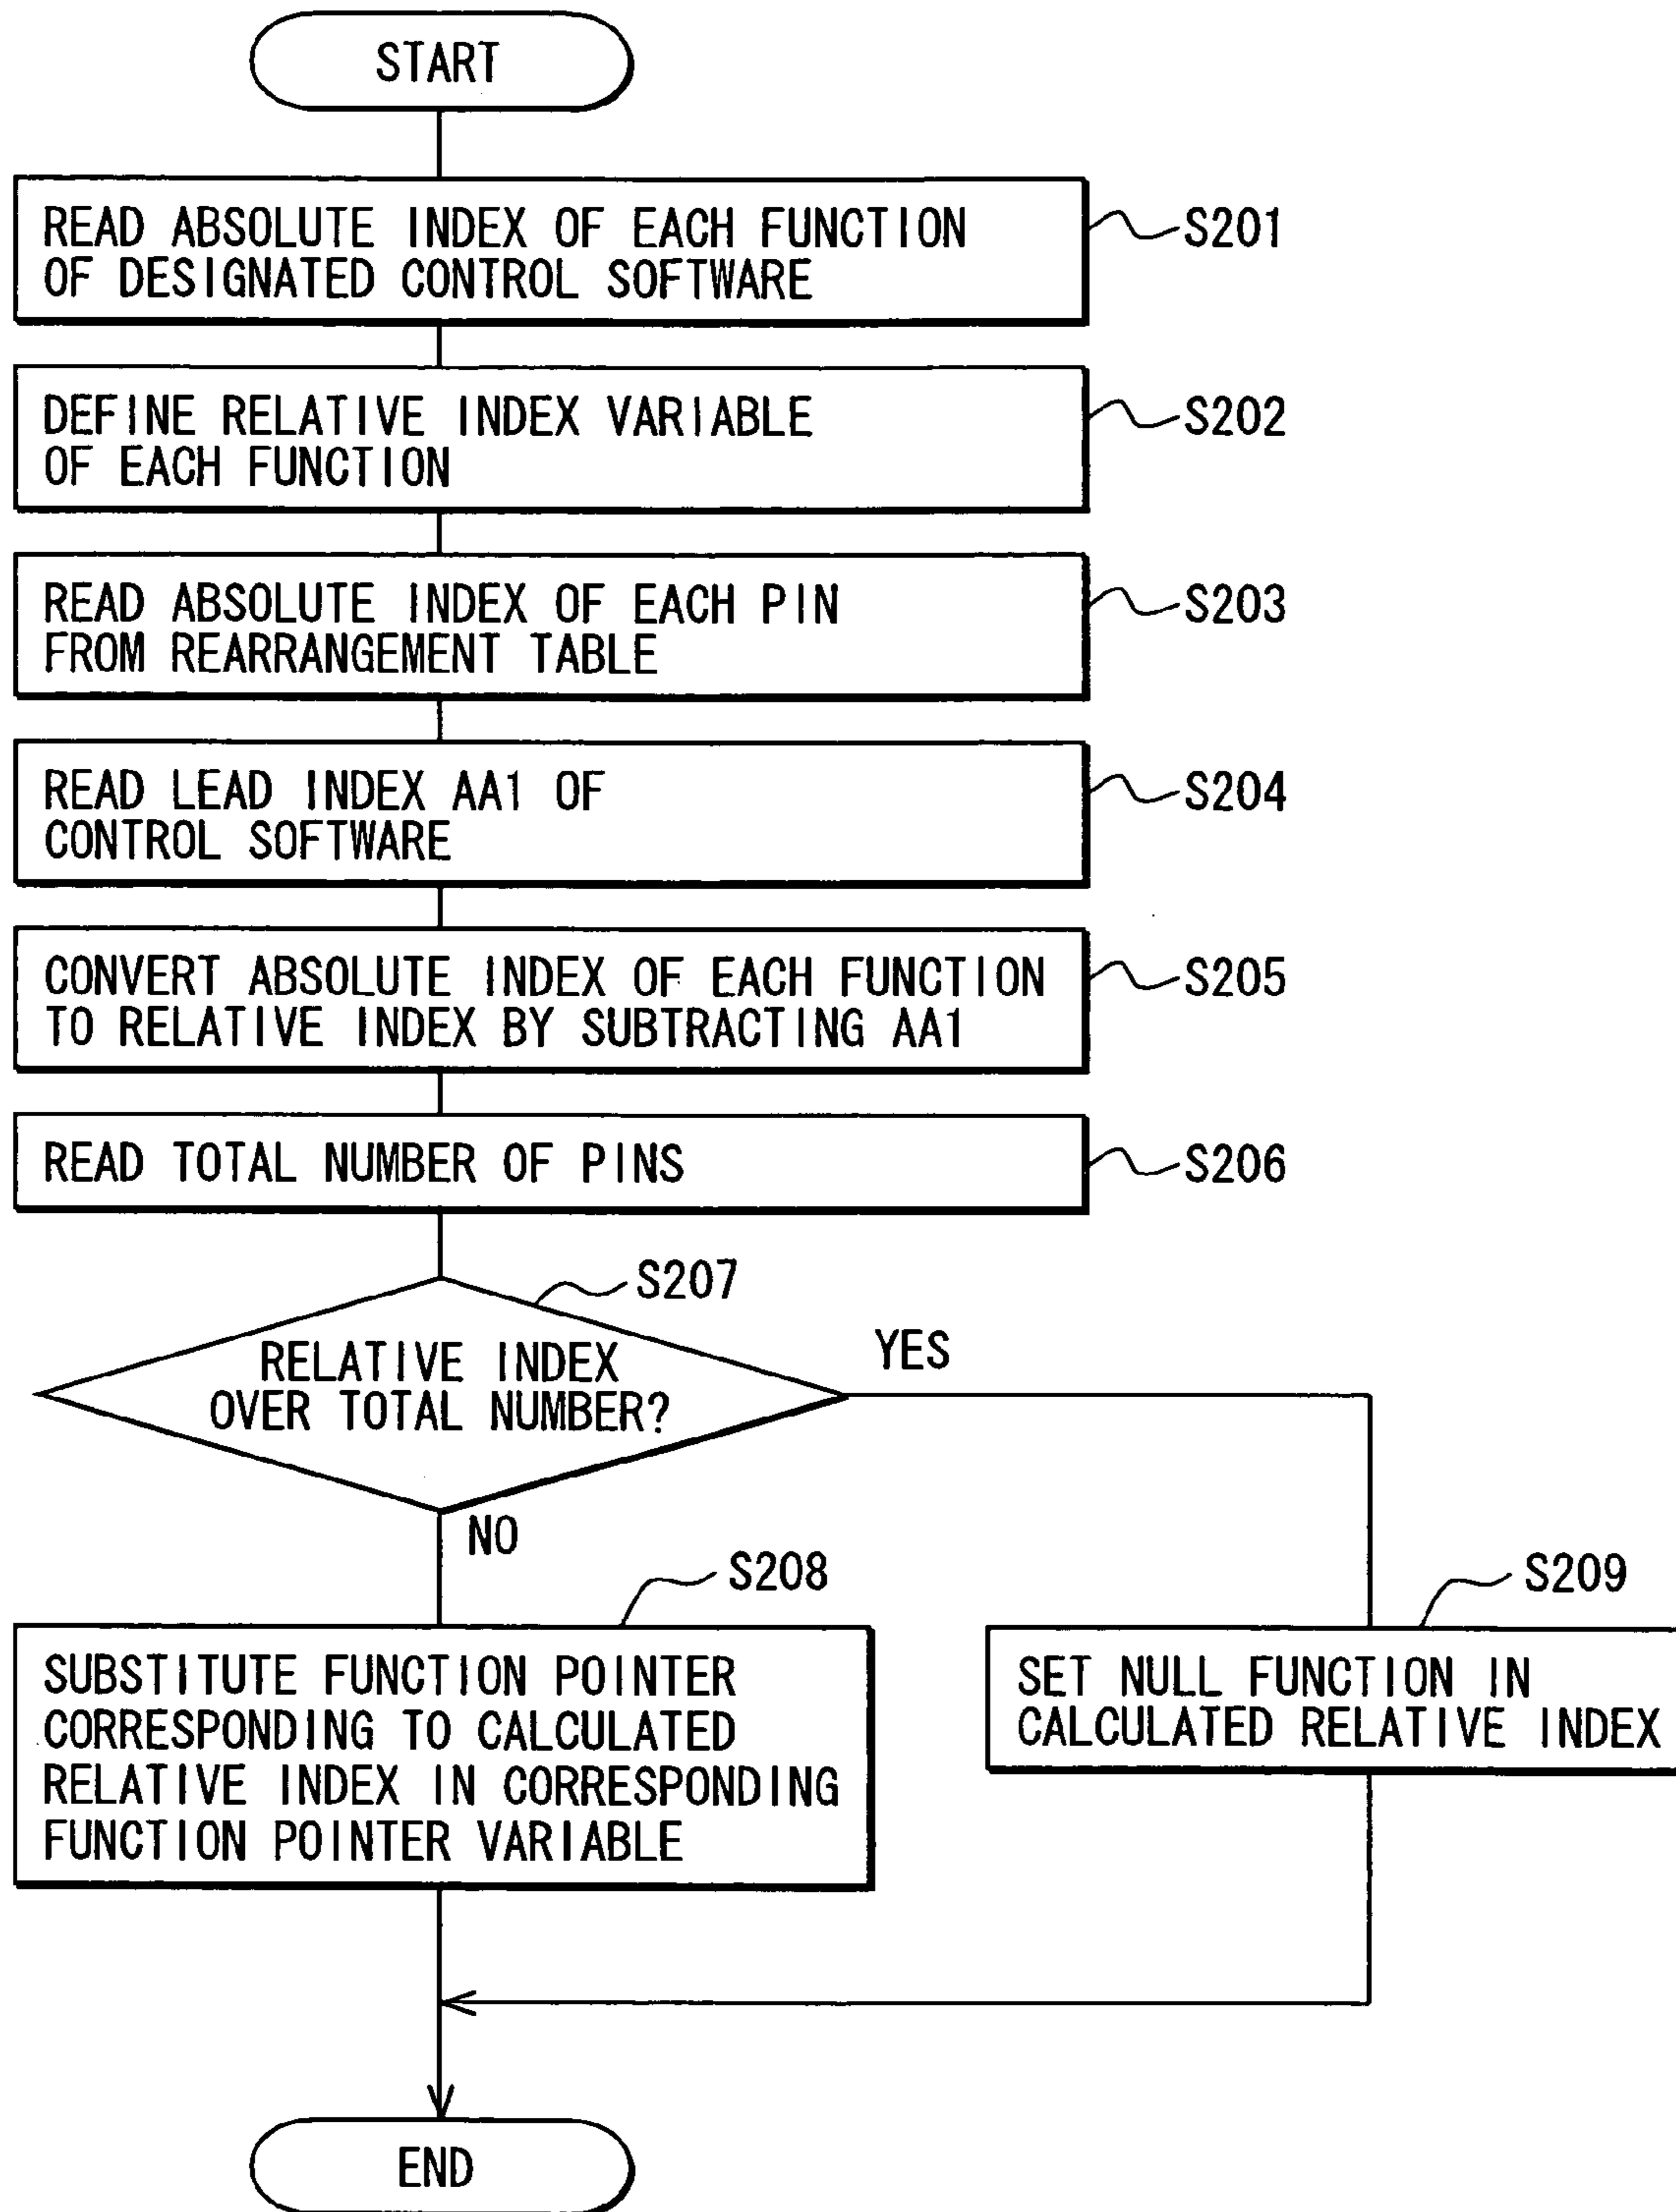 START
READ ABSOLUTE INDEX OF EACH FUNCTION
OF DESIGNATED CONTROL SOFTWARE
S201
DEFINE RELATIVE INDEX VARIABLE
OF EACH FUNCTION
S202
READ ABSOLUTE INDEX OF EACH PIN
FROM REARRANGEMENT TABLE
S203
READ LEAD INDEX AA1 OF
CONTROL SOFTWARE
S204
CONVERT ABSOLUTE INDEX OF EACH FUNCTION
TO RELATIVE INDEX BY SUBTRACTING AA1
S205
READ TOTAL NUMBER OF PINS
S206
S207
RELATIVE INDEX
OVER TOTAL NUMBER?
YES
NO
S208
SUBSTITUTE FUNCTION POINTER
CORRESPONDING TO CALCULATED
RELATIVE INDEX IN CORRESPONDING
FUNCTION POINTER VARIABLE
S209
SET NULL FUNCTION IN
CALCULATED RELATIVE INDEX
END